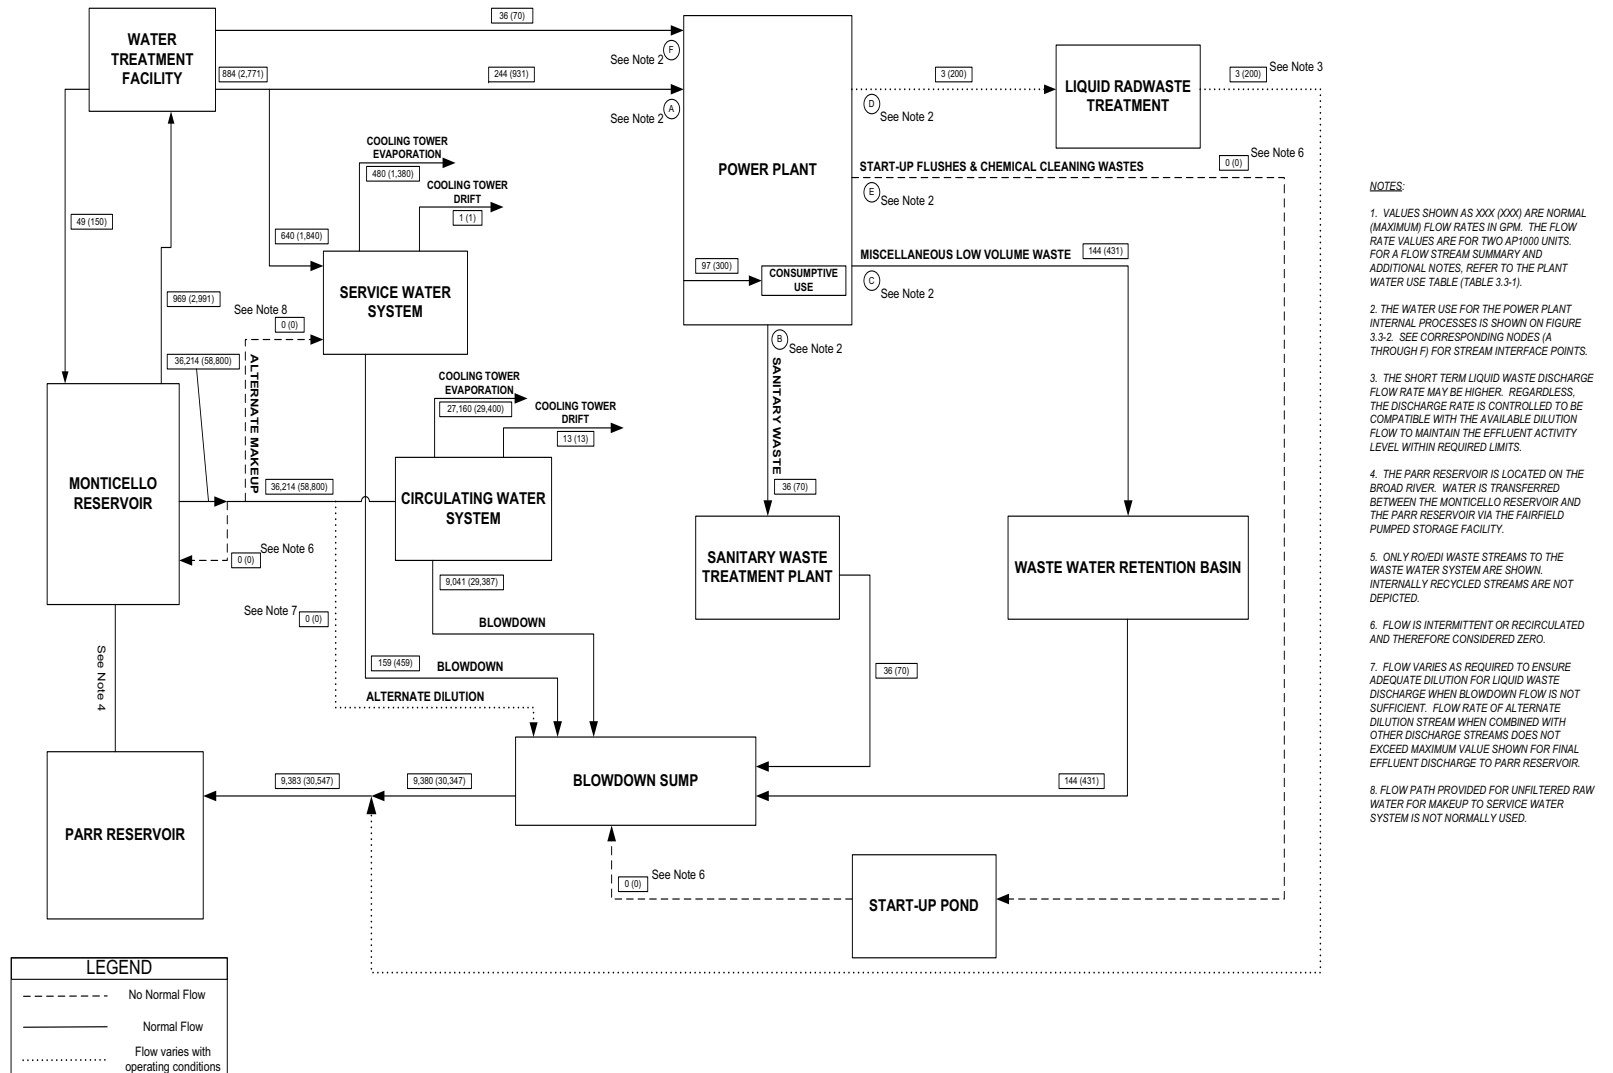 36 (70)
WATER
TREATMENT
FACILITY
See Note 2
F
884 (2,771)
244 (931)
See Note 2
A
3 (200)
3 (200)
See Note 3
LIQUID RADWASTE
TREATMENT
D
See Note 2
COOLING TOWER
EVAPORATION
480 (1,380)
COOLING TOWER
DRIFT
1 (1)
POWER PLANT
START-UP FLUSHES & CHEMICAL CLEANING WASTES
0 (0)
See Note 6
E
See Note 2
49 (150)
640 (1,840)
MISCELLANEOUS LOW VOLUME WASTE
144 (431)
97 (300)
CONSUMPTIVE
USE
C
See Note 2
969 (2,991)
SERVICE WATER
SYSTEM
See Note 8
0 (0)
B
See Note 2
36,214 (58,800)
ALTERNATE MAKEUP
SANITARY WASTE
COOLING TOWER
EVAPORATION
27,160 (29,400)
COOLING TOWER
DRIFT
13 (13)
MONTICELLO
RESERVOIR
36,214 (58,800)
CIRCULATING WATER
SYSTEM
36 (70)
0 (0)
See Note 6
SANITARY WASTE
TREATMENT PLANT
WASTE WATER RETENTION BASIN
9,041 (29,387)
See Note 7
0 (0)
BLOWDOWN
See Note 4
159 (459)
BLOWDOWN
36 (70)
ALTERNATE DILUTION
9,383 (30,547)
9,380 (30,347)
BLOWDOWN SUMP
144 (431)
PARR RESERVOIR
0 (0)
See Note 6
START-UP POND
LEGEND
No Normal Flow
Normal Flow
Flow varies with
operating conditions
NOTES:
1. VALUES SHOWN AS XXX (XXX) ARE NORMAL
(MAXIMUM) FLOW RATES IN GPM. THE FLOW
RATE VALUES ARE FOR TWO AP1000 UNITS.
FOR A FLOW STREAM SUMMARY AND
ADDITIONAL NOTES, REFER TO THE PLANT
WATER USE TABLE (TABLE 3.3-1).
2. THE WATER USE FOR THE POWER PLANT
INTERNAL PROCESSES IS SHOWN ON FIGURE
3.3-2. SEE CORRESPONDING NODES (A
THROUGH F) FOR STREAM INTERFACE POINTS.
3. THE SHORT TERM LIQUID WASTE DISCHARGE
FLOW RATE MAY BE HIGHER. REGARDLESS,
THE DISCHARGE RATE IS CONTROLLED TO BE
COMPATIBLE WITH THE AVAILABLE DILUTION
FLOW TO MAINTAIN THE EFFLUENT ACTIVITY
LEVEL WITHIN REQUIRED LIMITS.
4. THE PARR RESERVOIR IS LOCATED ON THE
BROAD RIVER. WATER IS TRANSFERRED
BETWEEN THE MONTICELLO RESERVOIR AND
THE PARR RESERVOIR VIA THE FAIRFIELD
PUMPED STORAGE FACILITY.
5. ONLY RO/EDI WASTE STREAMS TO THE
WASTE WATER SYSTEM ARE SHOWN.
INTERNALLY RECYCLED STREAMS ARE NOT
DEPICTED.
6. FLOW IS INTERMITTENT OR RECIRCULATED
AND THEREFORE CONSIDERED ZERO.
7. FLOW VARIES AS REQUIRED TO ENSURE
ADEQUATE DILUTION FOR LIQUID WASTE
DISCHARGE WHEN BLOWDOWN FLOW IS NOT
SUFFICIENT. FLOW RATE OF ALTERNATE
DILUTION STREAM WHEN COMBINED WITH
OTHER DISCHARGE STREAMS DOES NOT
EXCEED MAXIMUM VALUE SHOWN FOR FINAL
EFFLUENT DISCHARGE TO PARR RESERVOIR.
8. FLOW PATH PROVIDED FOR UNFILTERED RAW
WATER FOR MAKEUP TO SERVICE WATER
SYSTEM IS NOT NORMALLY USED.